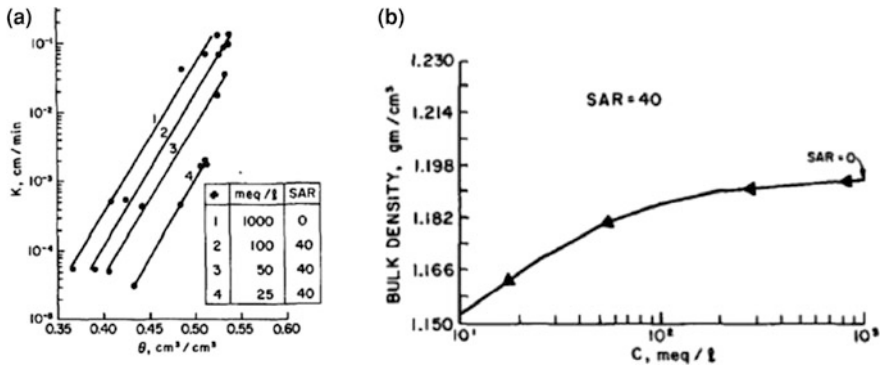 (a)
K, cm/min
10⁻¹
10⁻²
10⁻³
10⁻⁴
10⁻⁵
1
2
3
4
# meq/ℓ SAR
1 1000 0
2 100 40
3 50 40
4 25 40
0.35 0.40 0.45 0.50 0.55 0.60
θ, cm³/cm³
(b)
BULK DENSITY, gm/cm³
1.230
1.214
1.198
1.182
1.166
1.150
SAR = 40
SAR = 0
10¹ 10² 10³
C, meq/ℓ